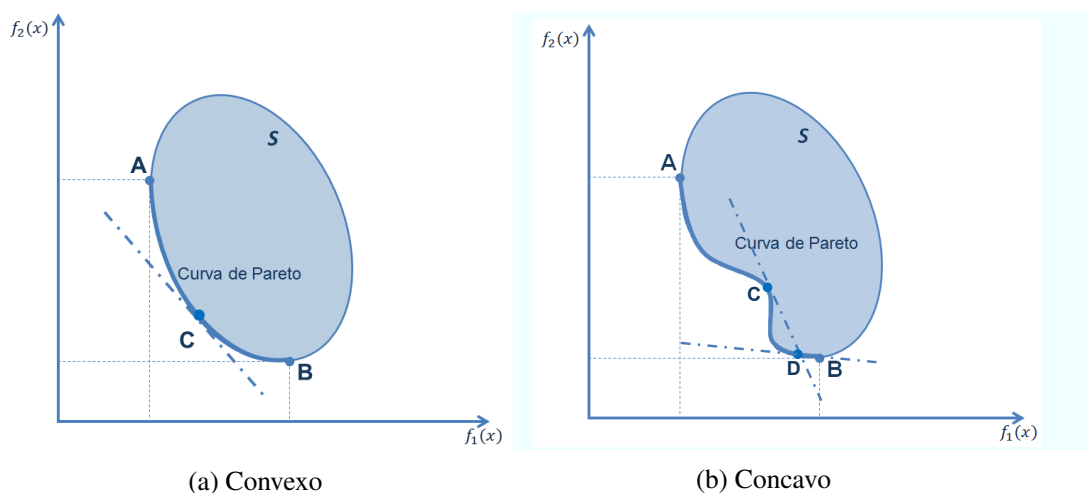 f₂(x)
S
A
Curva de Pareto
C
B
f₁(x)
(a) Convexo
f₂(x)
S
A
Curva de Pareto
C
D
B
f₁(x)
(b) Concavo